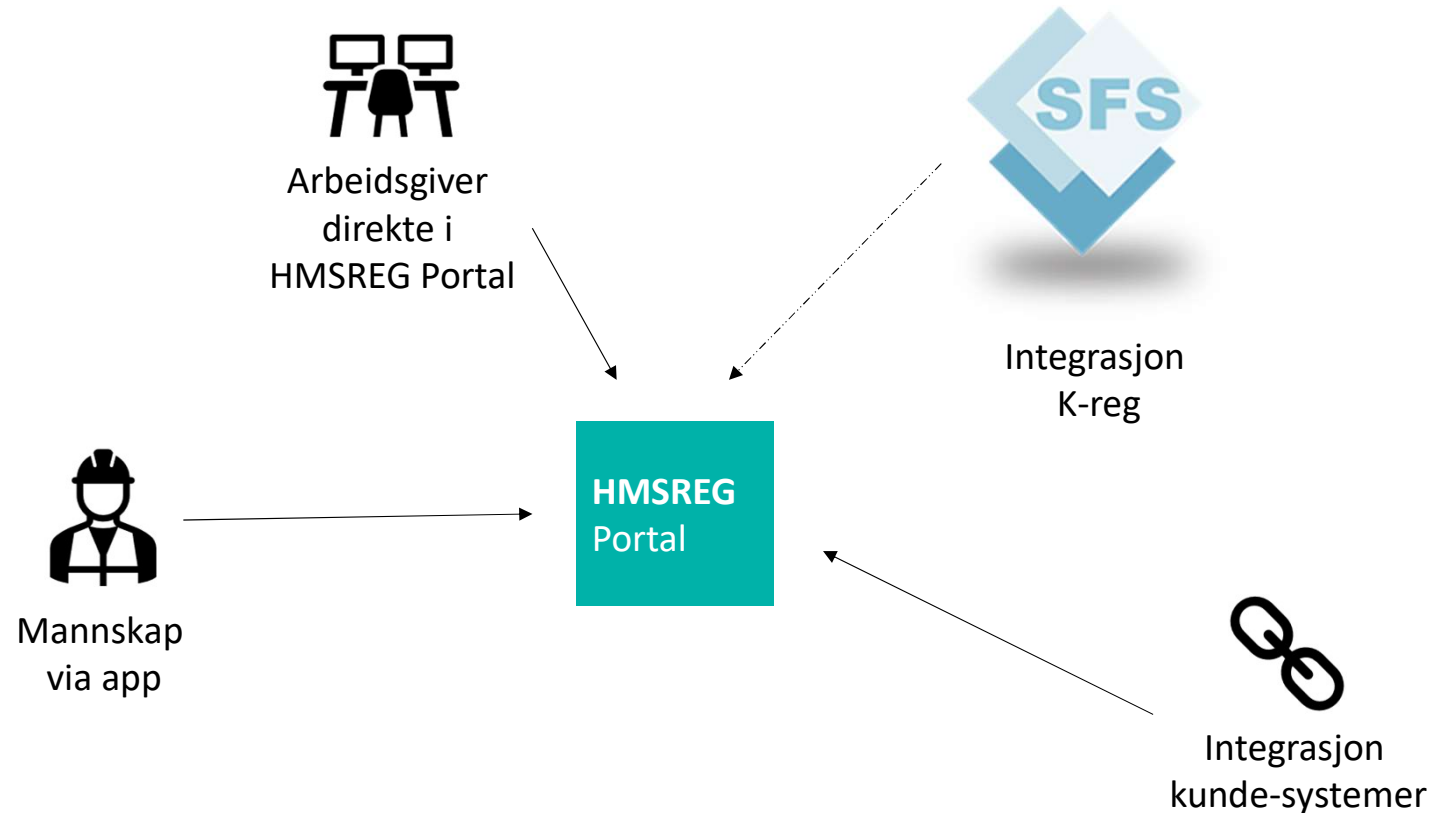 Arbeidsgiver
direkte i
HMSREG Portal
SFS
Integrasjon
K-reg
HMSREG
Portal
Mannskap
via app
Integrasjon
kunde-systemer